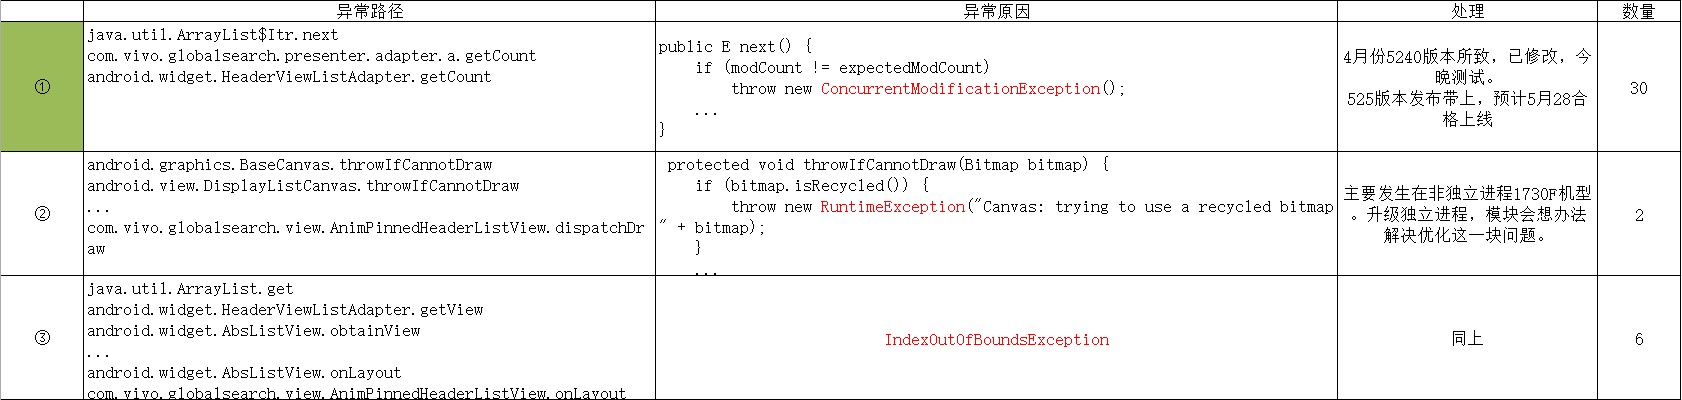 异常路径 异常原因 处理 数量
①
java.util.ArrayList$Itr.next
com.vivo.globalsearch.presenter.adapter.a.getCount
android.widget.HeaderViewListAdapter.getCount
public E next() {
if (modCount != expectedModCount)
throw new ConcurrentModificationException();
...
}
4月份5240版本所致，已修改，今
晚测试。
525版本发布带上，预计5月28合
格上线
30
②
android.graphics.BaseCanvas.throwIfCannotDraw
android.view.DisplayListCanvas.throwIfCannotDraw
...
com.vivo.globalsearch.view.AnimPinnedHeaderListView.dispatchDr
aw
protected void throwIfCannotDraw(Bitmap bitmap) {
if (bitmap.isRecycled()) {
throw new RuntimeException("Canvas: trying to use a recycled bitmap
" + bitmap);
}
...
主要发生在非独立进程1730F机型
。升级独立进程，模块会想办法
解决优化这一块问题。
2
③
java.util.ArrayList.get
android.widget.HeaderViewListAdapter.getView
android.widget.AbsListView.obtainView
...
android.widget.AbsListView.onLayout
com.vivo.globalsearch.view.AnimPinnedHeaderListView.onLayout
IndexOutOfBoundsException
同上
6